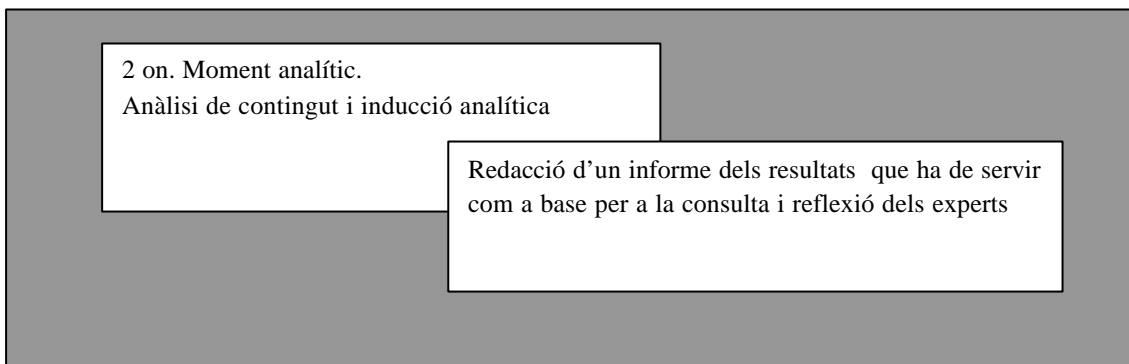 2 on. Moment analític.
Anàlisi de contingut i inducció analítica
Redacció d’un informe dels resultats  que ha de servir
com a base per a la consulta i reflexió dels experts